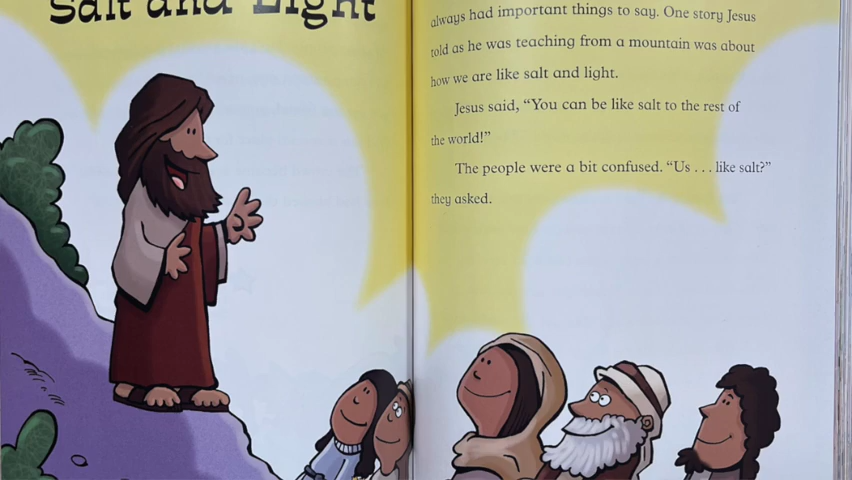 Salt and Light
always had important things to say. One story Jesus
told as he was teaching from a mountain was about
how we are like salt and light.
Jesus said, “You can be like salt to the rest of
the world!”
The people were a bit confused. “Us . . . like salt?”
they asked.